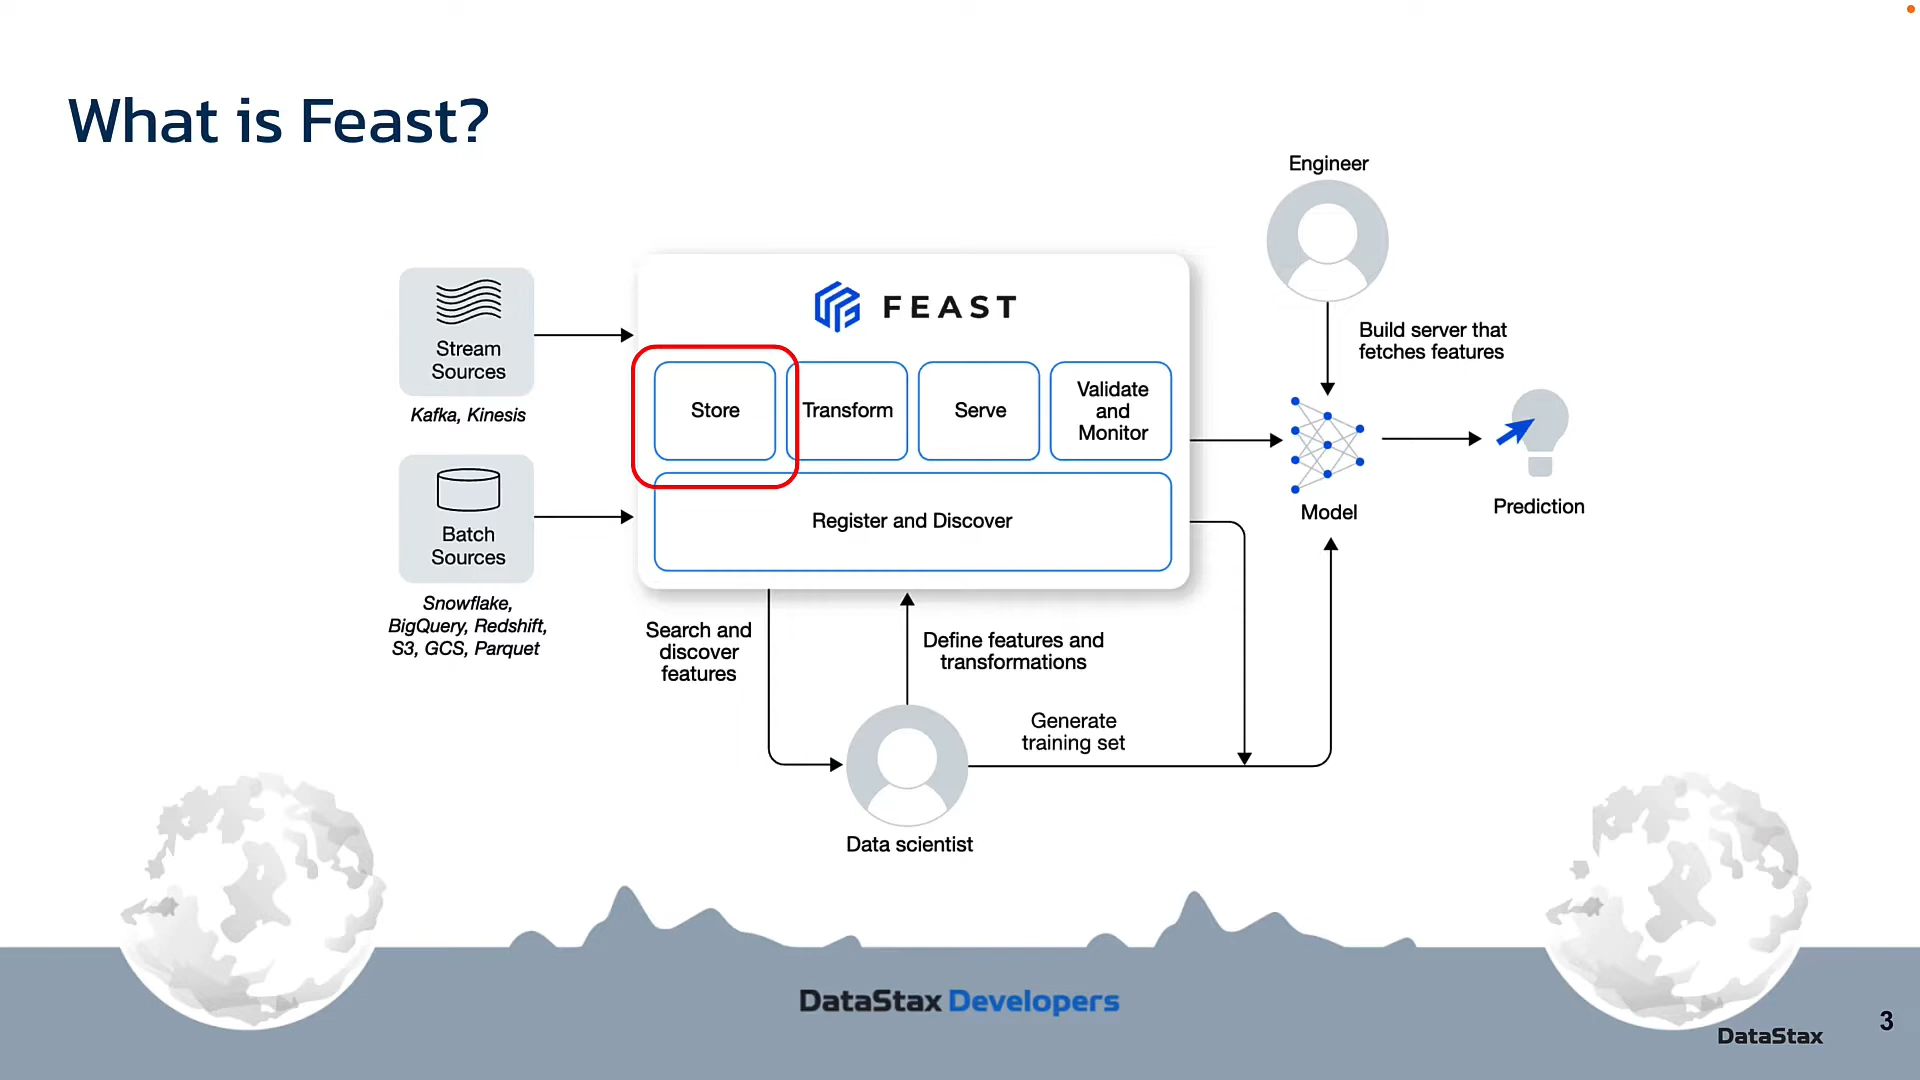 What is Feast?
Engineer
Build server that
fetches features
Stream
Sources
Kafka, Kinesis
Batch
Sources
Snowflake,
BigQuery, Redshift,
S3, GCS, Parquet
FEAST
Store
Transform
Serve
Validate
and
Monitor
Register and Discover
Model
Prediction
Search and
discover
features
Define features and
transformations
Generate
training set
Data scientist
DataStax Developers
DataStax
3